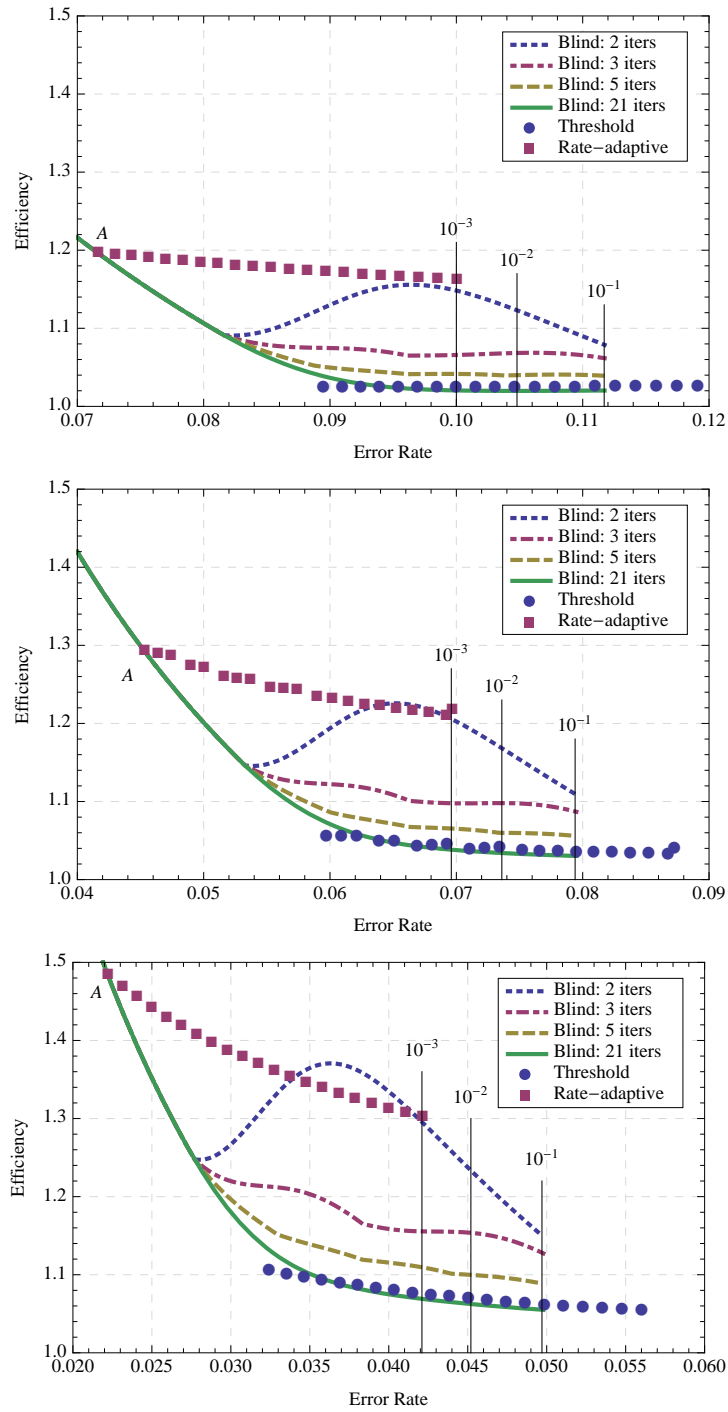 1.5
1.4
1.3
1.2
1.1
1.0
Efficiency
Blind: 2 iters
Blind: 3 iters
Blind: 5 iters
Blind: 21 iters
Threshold
Rate-adaptive
A
10⁻³
10⁻²
10⁻¹
0.07 0.08 0.09 0.10 0.11 0.12
Error Rate
1.5
1.4
1.3
1.2
1.1
1.0
Efficiency
Blind: 2 iters
Blind: 3 iters
Blind: 5 iters
Blind: 21 iters
Threshold
Rate-adaptive
A
10⁻³
10⁻²
10⁻¹
0.04 0.05 0.06 0.07 0.08 0.09
Error Rate
1.5
1.4
1.3
1.2
1.1
1.0
Efficiency
Blind: 2 iters
Blind: 3 iters
Blind: 5 iters
Blind: 21 iters
Threshold
Rate-adaptive
A
10⁻³
10⁻²
10⁻¹
0.020 0.025 0.030 0.035 0.040 0.045 0.050 0.055 0.060
Error Rate